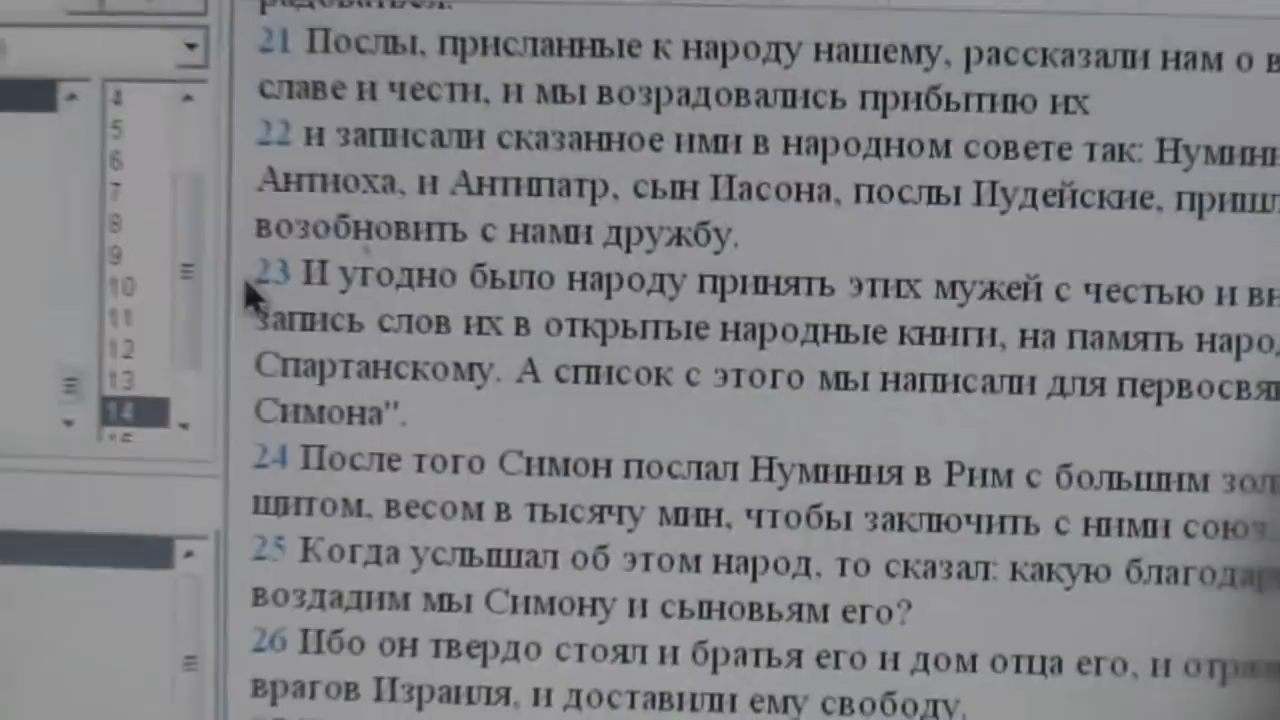 21 Послы, присланные к народу нашему, рассказали нам о
славе и чести, и мы возрадовались прибытию их
22 и записали сказанное ими в народном совете так:
Антиоха, и Антипатр, сын Иасона, послы Иудейские,
возобновить с нами дружбу.
23 И угодно было народу принять этих мужей с честью и
запись слов их в открытые народные книги, на память
Спартанскому. А список с этого мы написали для
Симона".
24 После того Симон послал Нуминия в Рим с большим
щитом, весом в тысячу мин, чтобы заключить с ними союз.
25 Когда услышал об этом народ, то сказал: какую
воздадим мы Симону и сыновьям его?
26 Ибо он твердо стоял и братья его и дом отца его, и
врагов Израиля, и доставили ему свободу.
4
5
6
7
8
9
10
11
12
13
14